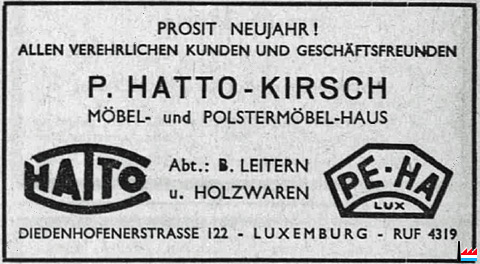 PROSIT NEUJAHR!
ALLEN VEREHRLICHEN KUNDEN UND GESCHÄFTSFREUNDEN
P. HATTO-KIRSCH
MÖBEL- und POLSTERMÖBEL-HAUS
HATTO
Abt.: B. LEITERN
u. HOLZWAREN
PE-HA
LUX
DIEDENHOFENERSTRASSE 122 - LUXEMBURG - RUF 4319